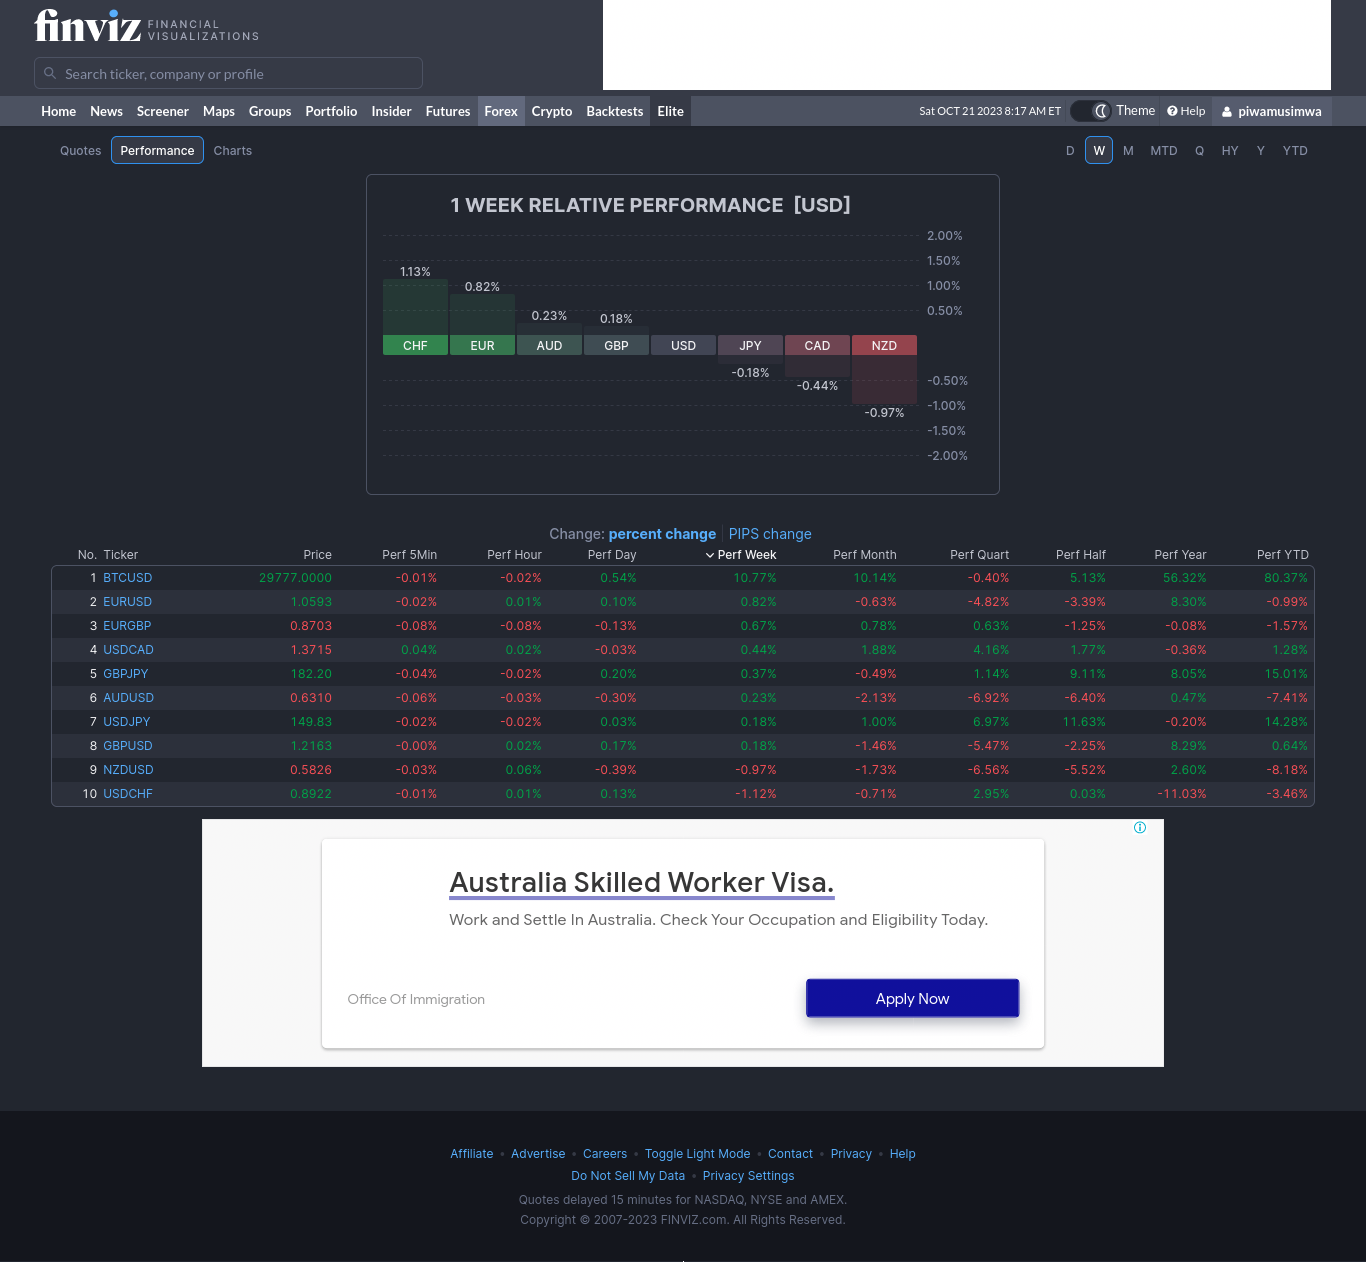 finviz FINANCIAL
VISUALIZATIONS
Search ticker, company or profile
Home News Screener Maps Groups Portfolio Insider Futures Forex Crypto Backtests Elite Sat OCT 21 2023 8:17 AM ET Theme Help piwamusimwa
Quotes Performance Charts D W M MTD Q HY Y YTD
1 WEEK RELATIVE PERFORMANCE [USD]
2.00%
1.50%
1.13%
0.82% 1.00%
0.23% 0.18% 0.50%
CHF EUR AUD GBP USD JPY CAD NZD
-0.18%
-0.44% -0.50%
-0.97% -1.00%
-1.50%
-2.00%
Change: percent change PIPS change
No. Ticker Price Perf 5Min Perf Hour Perf Day Perf Week Perf Month Perf Quart Perf Half Perf Year Perf YTD
1 BTCUSD 29777.0000 -0.01% -0.02% 0.54% 10.77% 10.14% -0.40% 5.13% 56.32% 80.37%
2 EURUSD 1.0593 -0.02% 0.01% 0.10% 0.82% -0.63% -4.82% -3.39% 8.30% -0.99%
3 EURGBP 0.8703 -0.08% -0.08% -0.13% 0.67% 0.78% 0.63% -1.25% -0.08% -1.57%
4 USDCAD 1.3715 0.04% 0.02% -0.03% 0.44% 1.88% 4.16% 1.77% -0.36% 1.28%
5 GBPJPY 182.20 -0.04% -0.02% 0.20% 0.37% -0.49% 1.14% 9.11% 8.05% 15.01%
6 AUDUSD 0.6310 -0.06% -0.03% -0.30% 0.23% -2.13% -6.92% -6.40% 0.47% -7.41%
7 USDJPY 149.83 -0.02% -0.02% 0.03% 0.18% 1.00% 6.97% 11.63% -0.20% 14.28%
8 GBPUSD 1.2163 -0.00% 0.02% 0.17% 0.18% -1.46% -5.47% -2.25% 8.29% 0.64%
9 NZDUSD 0.5826 -0.03% 0.06% -0.39% -0.97% -1.73% -6.56% -5.52% 2.60% -8.18%
10 USDCHF 0.8922 -0.01% 0.01% 0.13% -1.12% -0.71% 2.95% 0.03% -11.03% -3.46%
Australia Skilled Worker Visa.
Work and Settle In Australia. Check Your Occupation and Eligibility Today.
Office Of Immigration Apply Now
Affiliate • Advertise • Careers • Toggle Light Mode • Contact • Privacy • Help
Do Not Sell My Data • Privacy Settings
Quotes delayed 15 minutes for NASDAQ, NYSE and AMEX.
Copyright © 2007-2023 FINVIZ.com. All Rights Reserved.